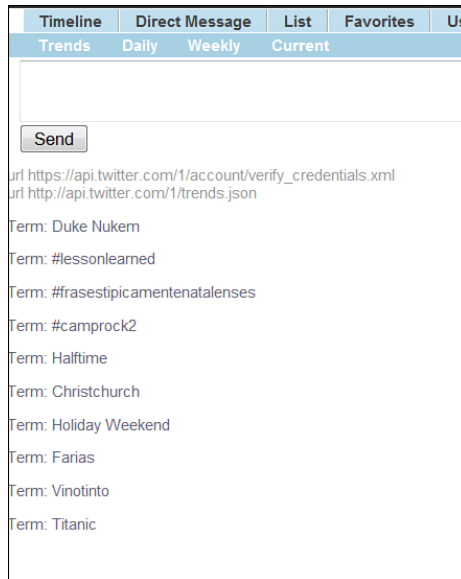 Timeline Direct Message List Favorites
Trends Daily Weekly Current
Send
url https://api.twitter.com/1/account/verify_credentials.xml
url http://api.twitter.com/1/trends.json
Term: Duke Nukem
Term: #lessonlearned
Term: #frasestipicamentenatalenses
Term: #camprock2
Term: Halftime
Term: Christchurch
Term: Holiday Weekend
Term: Farias
Term: Vinotinto
Term: Titanic